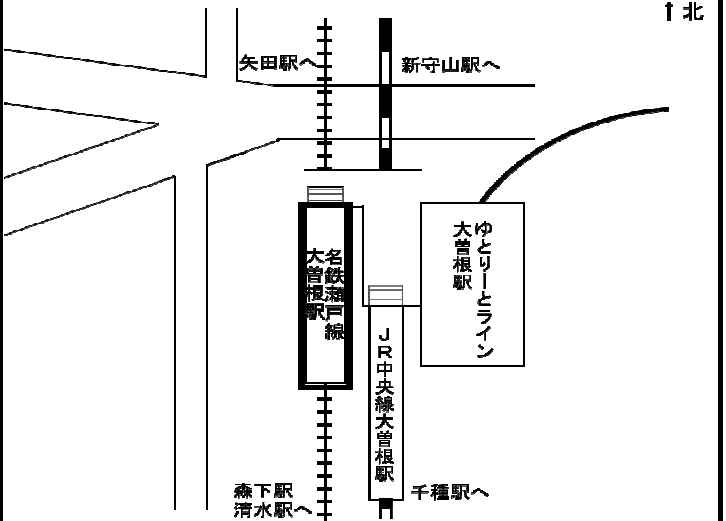 ↑北
矢田駅へ
新守山駅へ
ゆとりーとライン
大曽根駅
名鉄瀬戸線
大曽根駅
JR中央線大曽根駅
森下駅
清水駅へ
千種駅へ